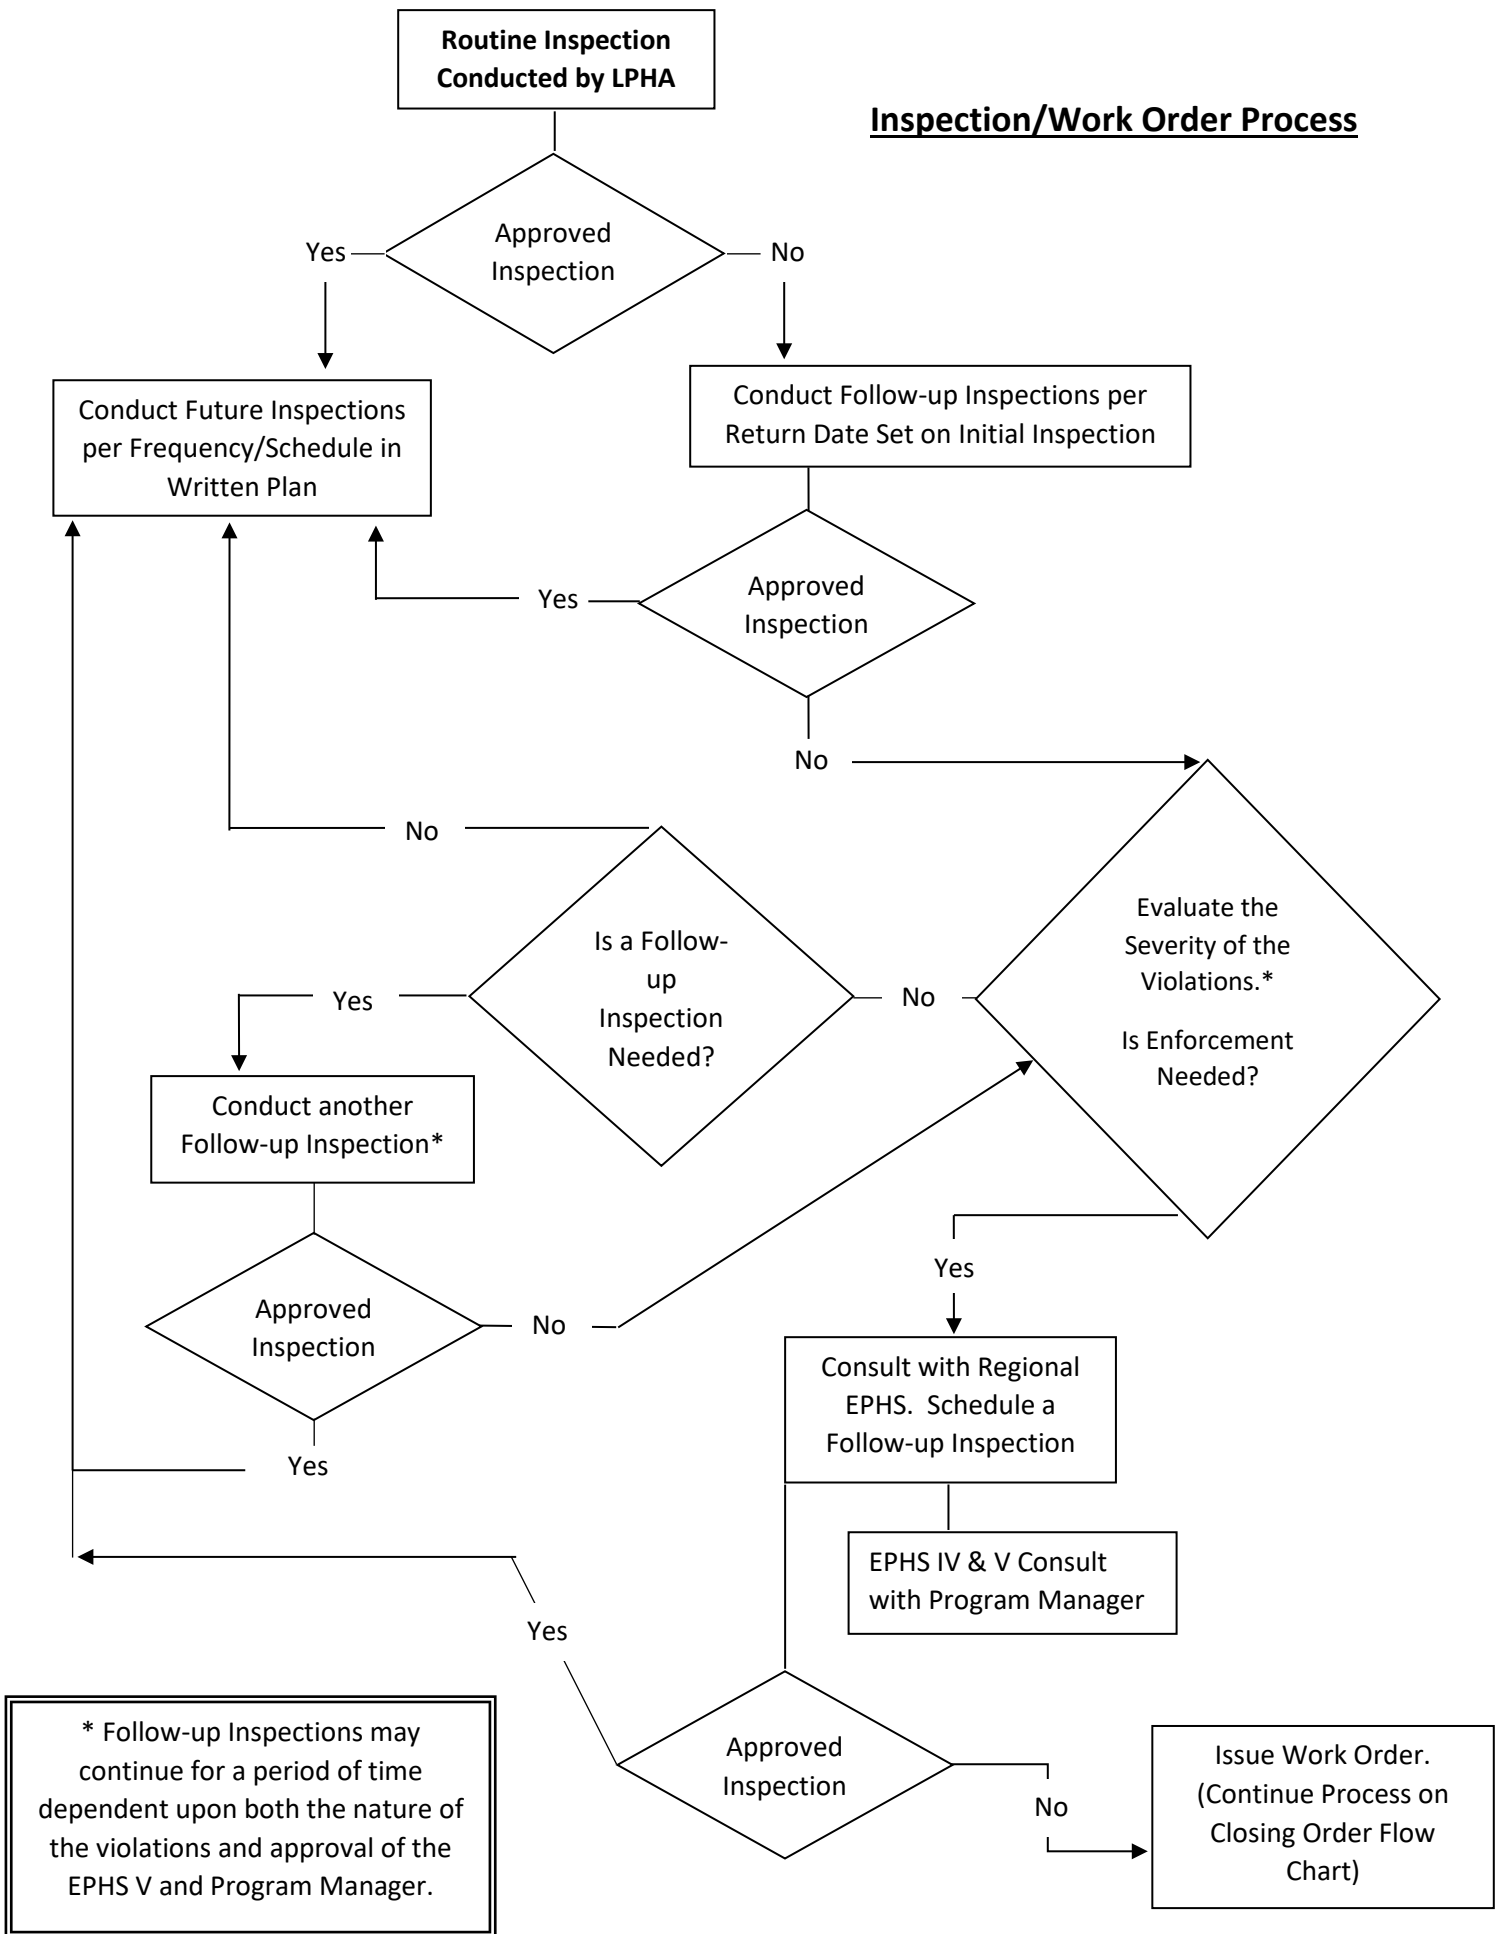 Routine Inspection
Conducted by LPHA
Inspection/Work Order Process
Approved
Inspection
Yes
No
Conduct Future Inspections
per Frequency/Schedule in
Written Plan
Conduct Follow-up Inspections per
Return Date Set on Initial Inspection
Approved
Inspection
Yes
No
No
Evaluate the
Severity of the
Violations.*
Is Enforcement
Needed?
Is a Follow-
up
Inspection
Needed?
No
Yes
Conduct another
Follow-up Inspection*
Approved
Inspection
No
Yes
Yes
Consult with Regional
EPHS.  Schedule a
Follow-up Inspection
EPHS IV & V Consult
with Program Manager
Yes
Approved
Inspection
No
Issue Work Order.
(Continue Process on
Closing Order Flow
Chart)
* Follow-up Inspections may
continue for a period of time
dependent upon both the nature of
the violations and approval of the
EPHS V and Program Manager.